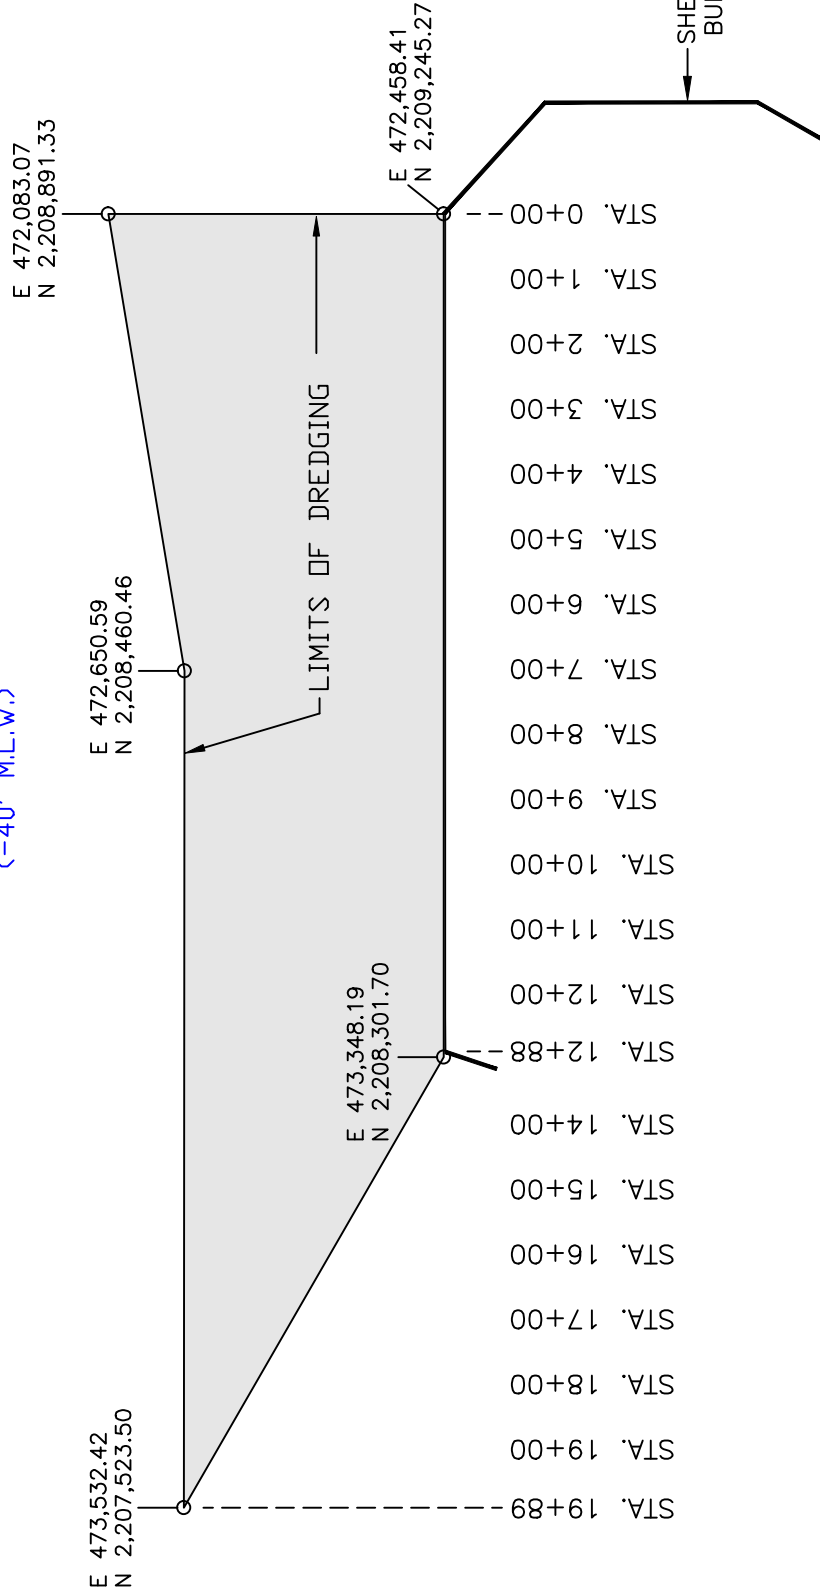 E 472,083.07
N 2,208,891.33
E 472,458.41
N 2,209,245.27
SHE
BU
(-40' M.L.W.)
E 472,650.59
N 2,208,460.46
LIMITS OF DREDGING
E 473,348.19
N 2,208,301.70
E 473,532.42
N 2,207,523.50
STA. 0+00
STA. 1+00
STA. 2+00
STA. 3+00
STA. 4+00
STA. 5+00
STA. 6+00
STA. 7+00
STA. 8+00
STA. 9+00
STA. 10+00
STA. 11+00
STA. 12+00
STA. 12+88
STA. 14+00
STA. 15+00
STA. 16+00
STA. 17+00
STA. 18+00
STA. 19+00
STA. 19+89